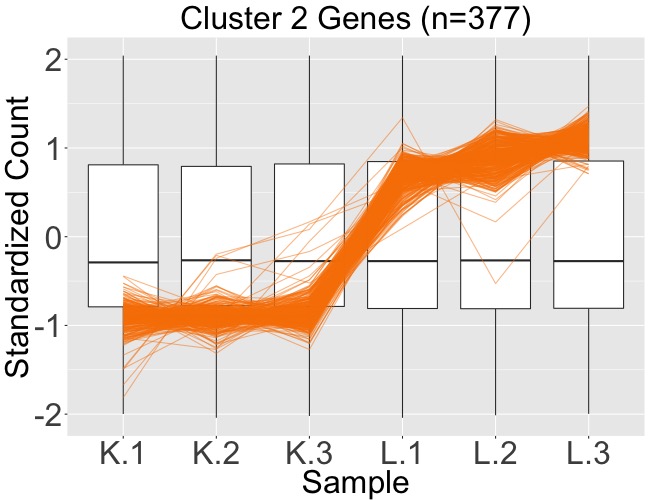 Cluster 2 Genes (n=377)
Standardized Count
2
1
0
-1
-2
K.1 K.2 K.3 L.1 L.2 L.3
Sample